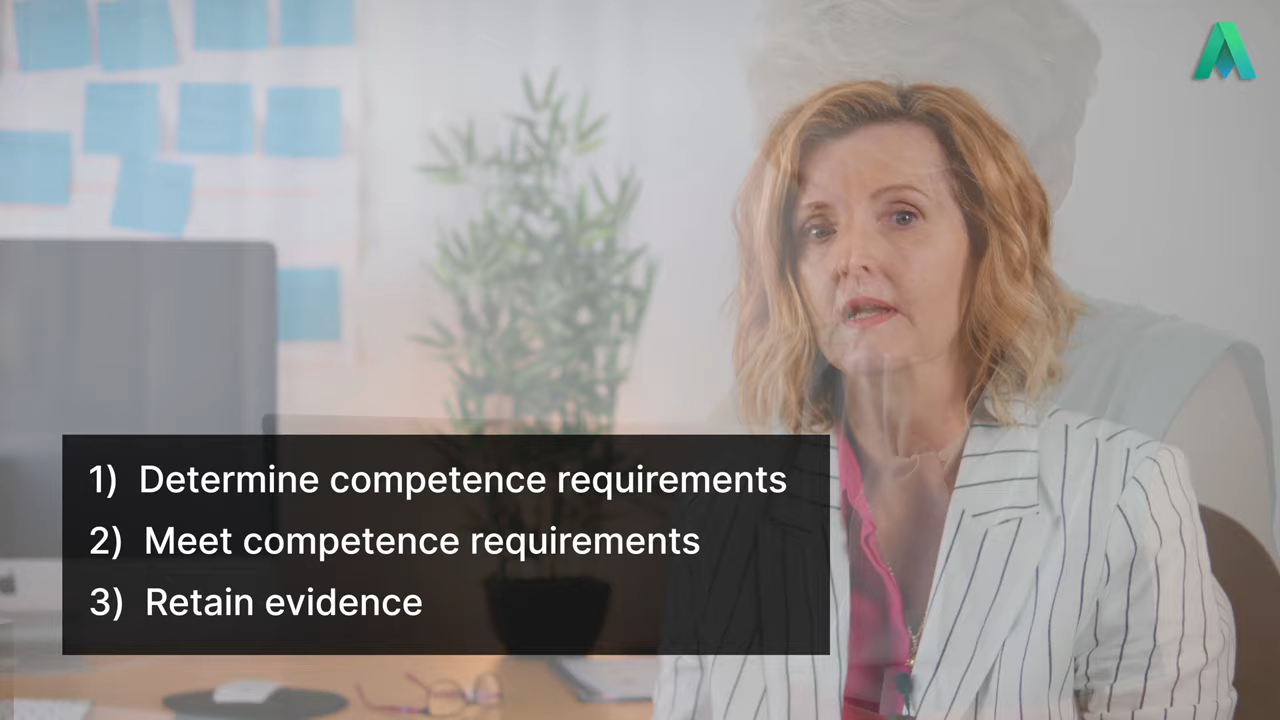 1) Determine competence requirements
2) Meet competence requirements
3) Retain evidence